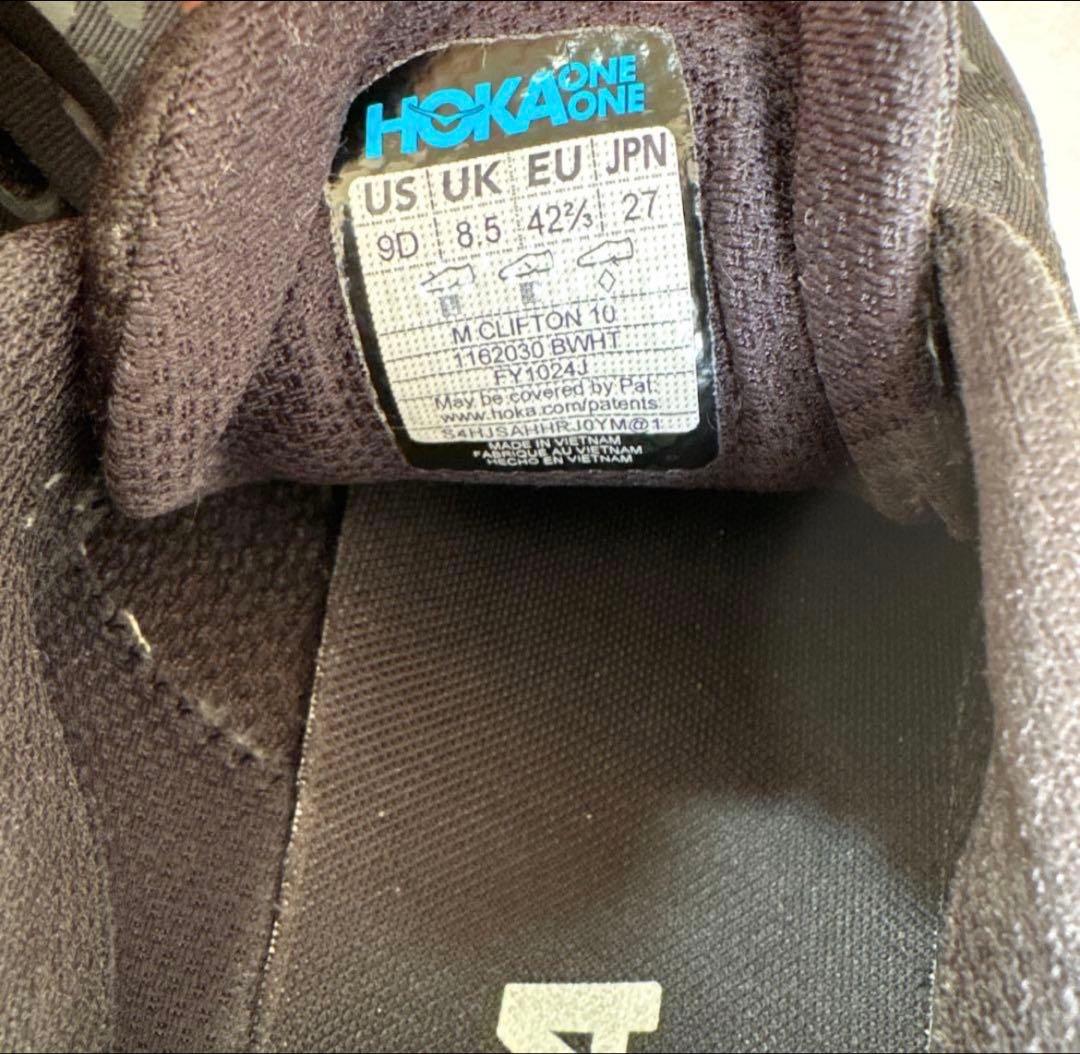 HOKA ONE ONE
US UK EU JPN
9D 8.5 42⅔ 27
M CLIFTON 10
1162030 BWHT
FY1024J
May be covered by Pat.
www.hoka.com/patents
S4HJSAHHRJ0YM@1
MADE IN VIETNAM
FABRIQUE AU VIETNAM
HECHO EN VIETNAM